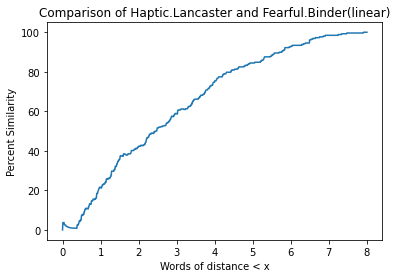 Comparison of Haptic.Lancaster and Fearful.Binder(linear)
Percent Similarity
100
80
60
40
20
0
0 1 2 3 4 5 6 7 8
Words of distance < x